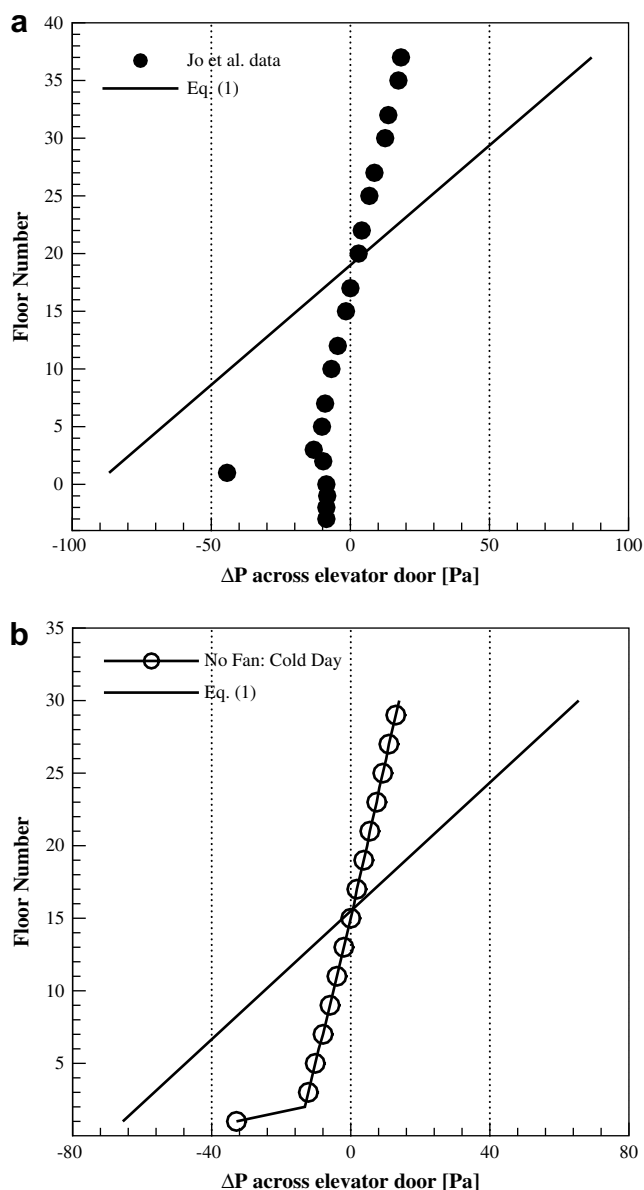 a
40
35
30
25
20
15
10
5
0
Floor Number
Jo et al. data
Eq. (1)
-100
-50
0
50
100
ΔP across elevator door [Pa]
b
35
30
25
20
15
10
5
Floor Number
No Fan: Cold Day
Eq. (1)
-80
-40
0
40
80
ΔP across elevator door [Pa]